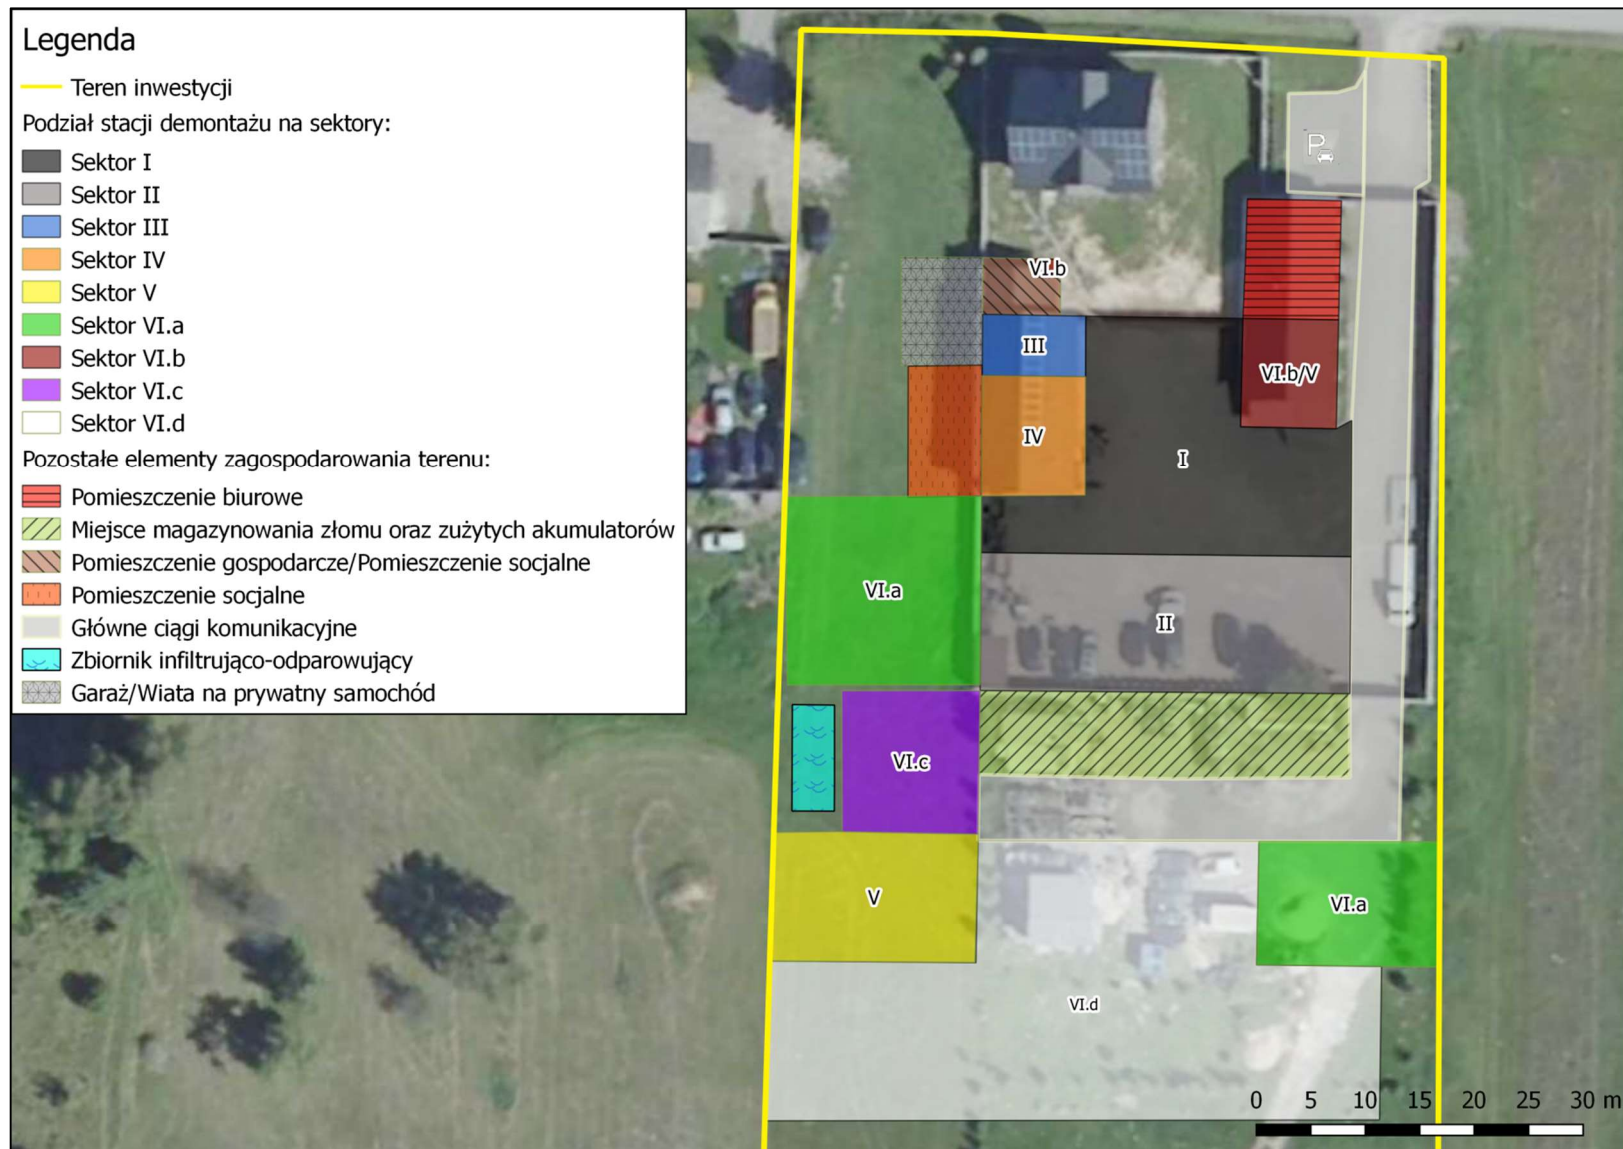 Legenda
Teren inwestycji
Podział stacji demontażu na sektory:
Sektor I
Sektor II
Sektor III
Sektor IV
Sektor V
Sektor VI.a
Sektor VI.b
Sektor VI.c
Sektor VI.d
Pozostałe elementy zagospodarowania terenu:
Pomieszczenie biurowe
Miejsce magazynowania złomu oraz zużytych akumulatorów
Pomieszczenie gospodarcze/Pomieszczenie socjalne
Pomieszczenie socjalne
Główne ciągi komunikacyjne
Zbiornik infiltrująco-odparowujący
Garaż/Wiata na prywatny samochód
P
VI.b
III
VI.b/V
IV
I
VI.a
II
VI.c
V
VI.a
VI.d
0 5 10 15 20 25 30 m